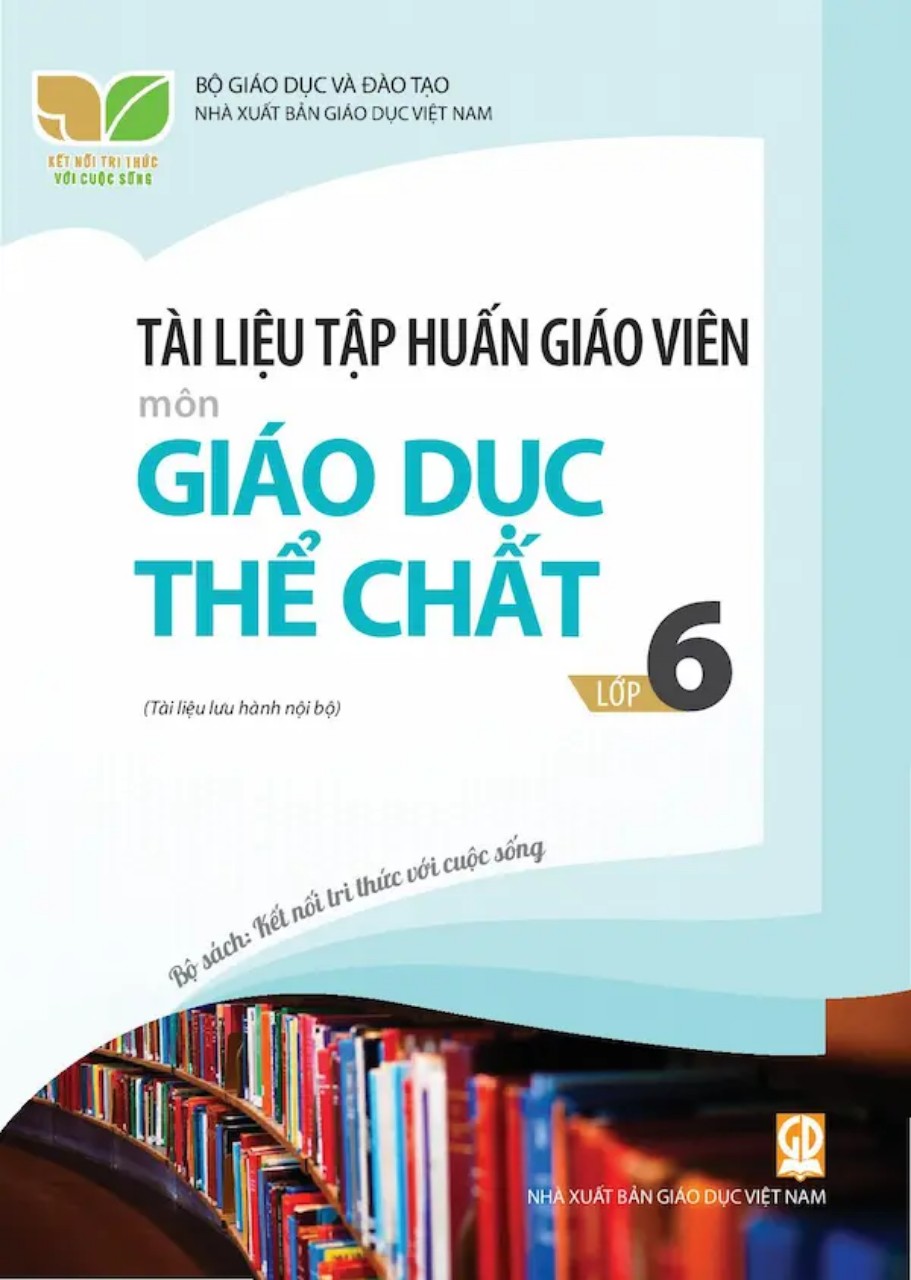 BỘ GIÁO DỤC VÀ ĐÀO TẠO
NHÀ XUẤT BẢN GIÁO DỤC VIỆT NAM
KẾT NỐI TRI THỨC
VỚI CUỘC SỐNG
TÀI LIỆU TẬP HUẤN GIÁO VIÊN
môn
GIÁO DỤC
THỂ CHẤT
LỚP 6
(Tài liệu lưu hành nội bộ)
Bộ sách: Kết nối tri thức với cuộc sống
GD
NHÀ XUẤT BẢN GIÁO DỤC VIỆT NAM